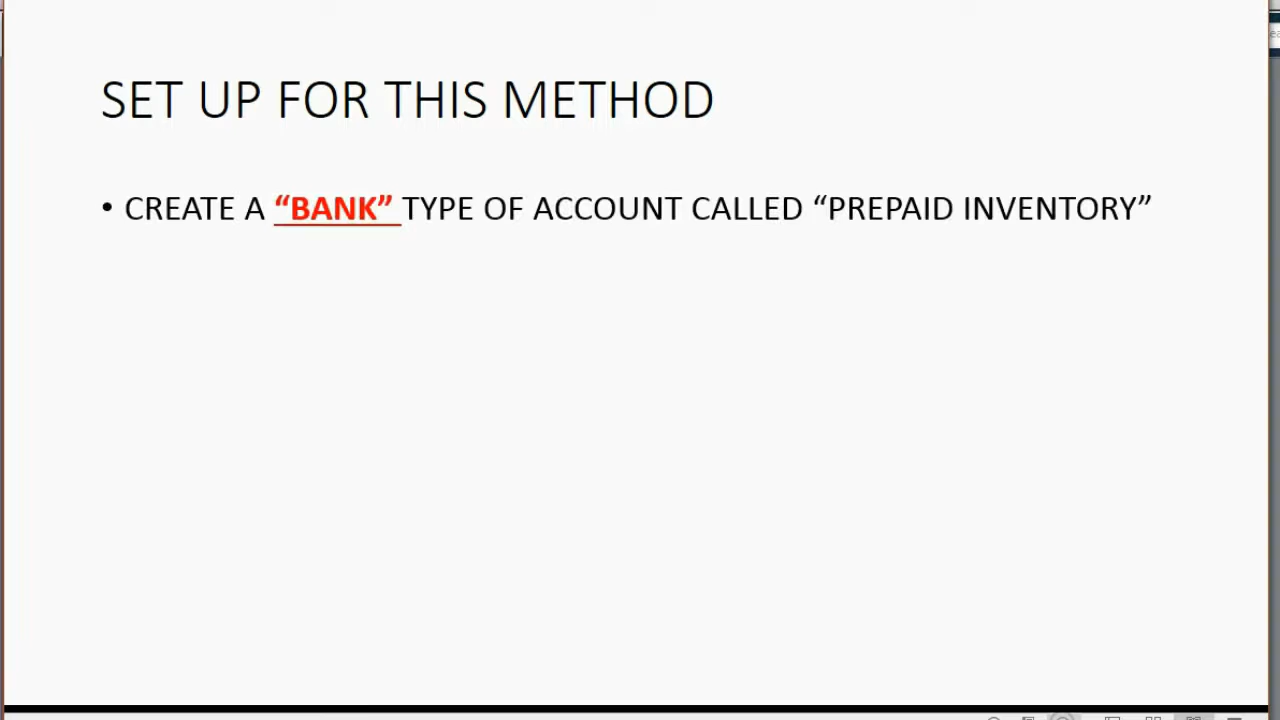 SET UP FOR THIS METHOD
• CREATE A “BANK” TYPE OF ACCOUNT CALLED “PREPAID INVENTORY”